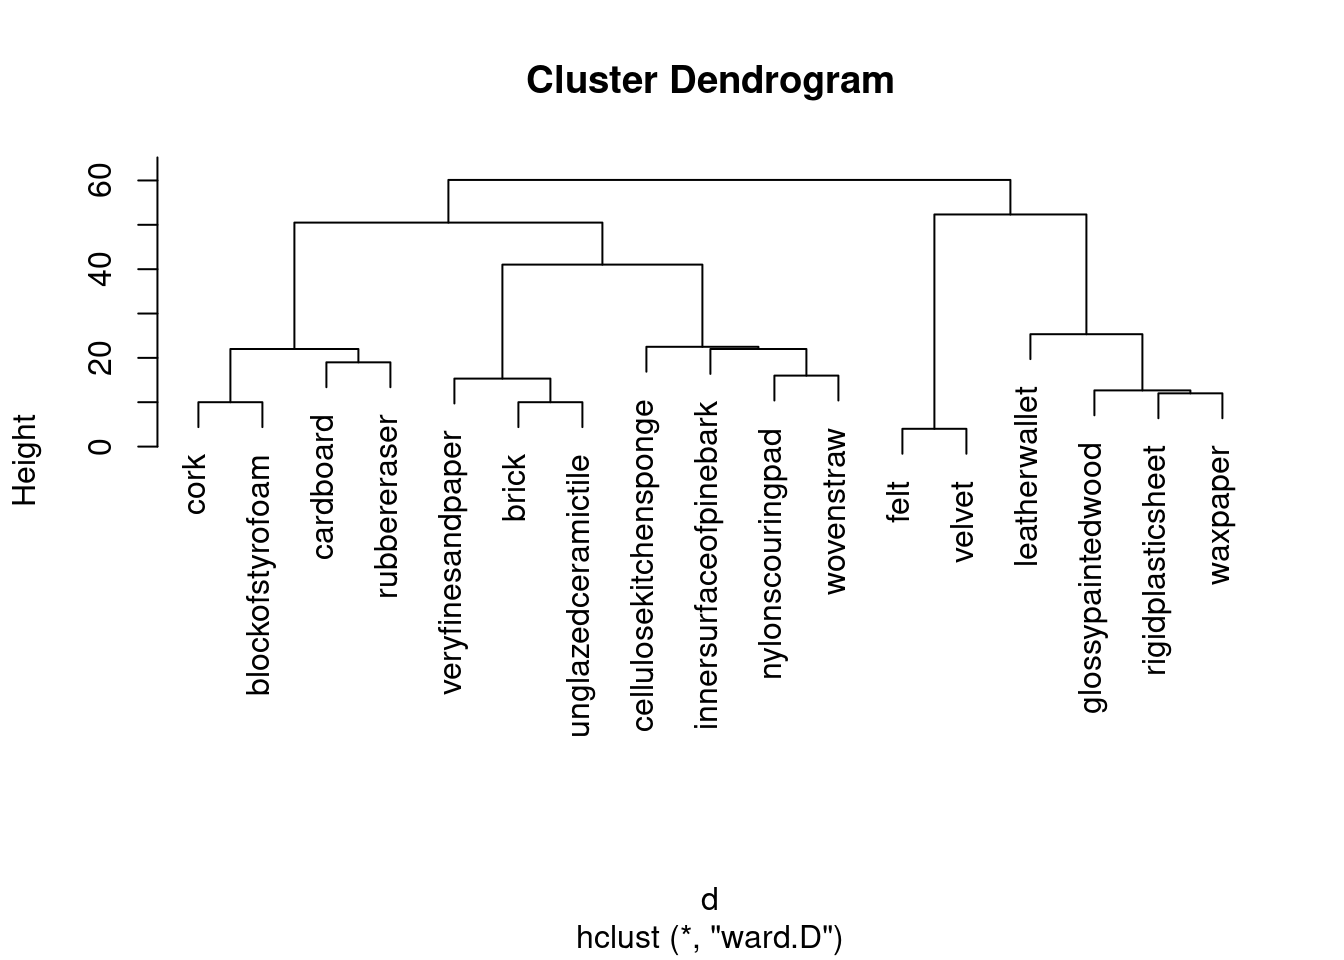 Cluster Dendrogram
Height
0
20
40
60
cork
blockofstyrofoam
cardboard
rubbereraser
veryfinesandpaper
brick
unglazedceramictile
cellulosekitchensponge
innersurfaceofpinebark
nylonscouringpad
wovenstraw
felt
velvet
leatherwallet
glossypaintedwood
rigidplasticsheet
waxpaper
d
hclust (*, "ward.D")